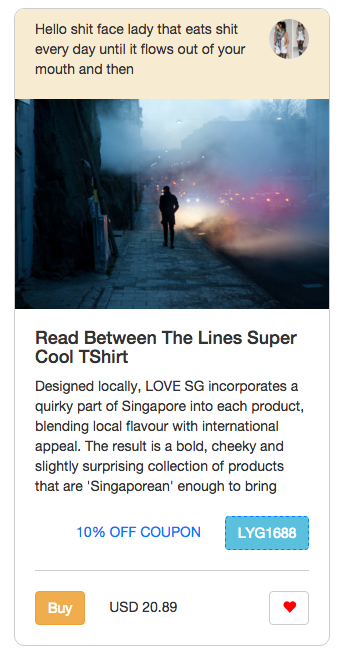 Hello shit face lady that eats shit
every day until it flows out of your
mouth and then
Read Between The Lines Super
Cool TShirt
Designed locally, LOVE SG incorporates a
quirky part of Singapore into each product,
blending local flavour with international
appeal. The result is a bold, cheeky and
slightly surprising collection of products
that are 'Singaporean' enough to bring
10% OFF COUPON LYG1688
Buy USD 20.89